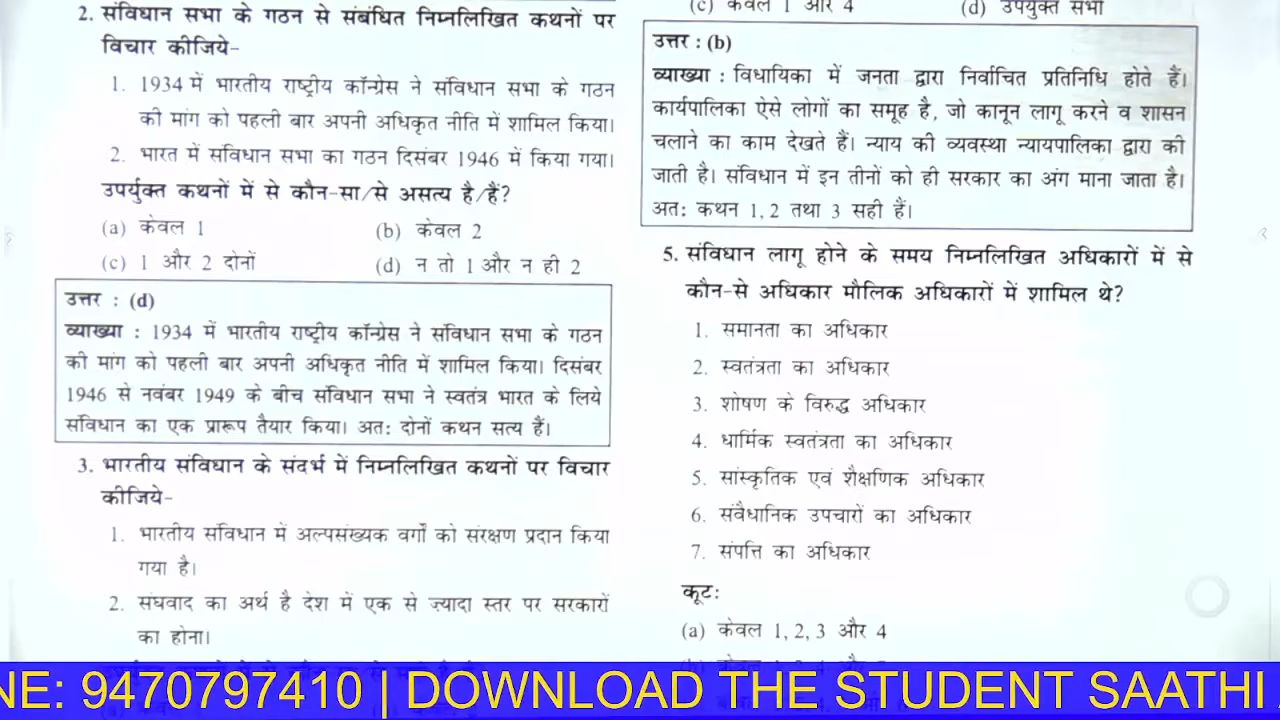 2. संविधान सभा के गठन से संबंधित निम्नलिखित कथनों पर
विचार कीजिये-
1. 1934 में भारतीय राष्ट्रीय कॉन्ग्रेस ने संविधान सभा के गठन
की मांग को पहली बार अपनी अधिकृत नीति में शामिल किया।
2. भारत में संविधान सभा का गठन दिसंबर 1946 में किया गया।
उपर्युक्त कथनों में से कौन-सा/से असत्य है/हैं?
(a) केवल 1 (b) केवल 2
(c) 1 और 2 दोनों (d) न तो 1 और न ही 2
उत्तर : (d)
व्याख्या : 1934 में भारतीय राष्ट्रीय कॉन्ग्रेस ने संविधान सभा के गठन
की मांग को पहली बार अपनी अधिकृत नीति में शामिल किया। दिसंबर
1946 से नवंबर 1949 के बीच संविधान सभा ने स्वतंत्र भारत के लिये
संविधान का एक प्रारूप तैयार किया। अतः दोनों कथन सत्य हैं।
3. भारतीय संविधान के संदर्भ में निम्नलिखित कथनों पर विचार
कीजिये-
1. भारतीय संविधान में अल्पसंख्यक वर्गों को संरक्षण प्रदान किया
गया है।
2. संघवाद का अर्थ है देश में एक से ज़्यादा स्तर पर सरकारों
का होना।
(c) केवल 1 और 4 (d) उपर्युक्त सभी
उत्तर : (b)
व्याख्या : विधायिका में जनता द्वारा निर्वाचित प्रतिनिधि होते हैं।
कार्यपालिका ऐसे लोगों का समूह है, जो कानून लागू करने व शासन
चलाने का काम देखते हैं। न्याय की व्यवस्था न्यायपालिका द्वारा की
जाती है। संविधान में इन तीनों को ही सरकार का अंग माना जाता है।
अतः कथन 1, 2 तथा 3 सही हैं।
5. संविधान लागू होने के समय निम्नलिखित अधिकारों में से
कौन-से अधिकार मौलिक अधिकारों में शामिल थे?
1. समानता का अधिकार
2. स्वतंत्रता का अधिकार
3. शोषण के विरुद्ध अधिकार
4. धार्मिक स्वतंत्रता का अधिकार
5. सांस्कृतिक एवं शैक्षणिक अधिकार
6. संवैधानिक उपचारों का अधिकार
7. संपत्ति का अधिकार
कूटः
(a) केवल 1, 2, 3 और 4
NE: 9470797410 | DOWNLOAD THE STUDENT SAATHI